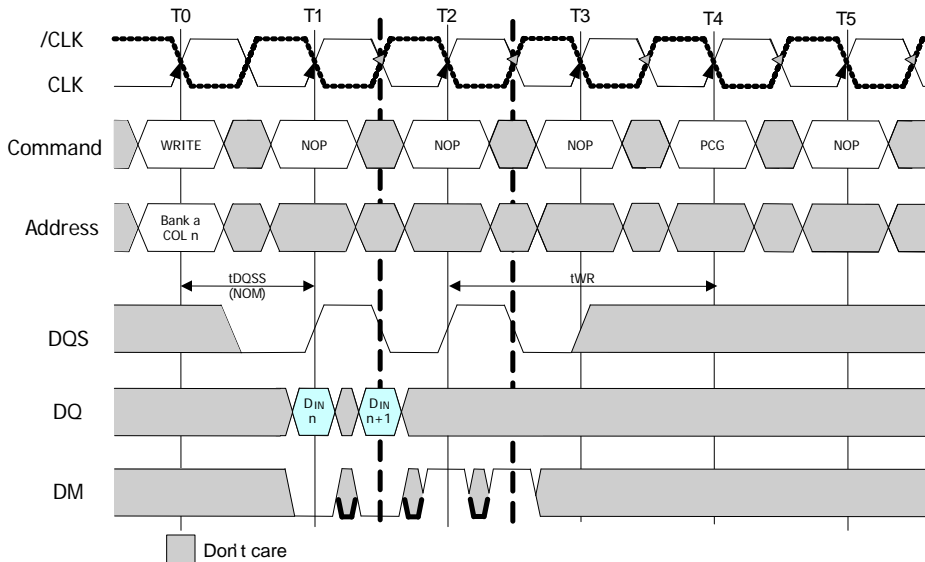 T0 T1 T2 T3 T4 T5
/CLK
CLK
Command WRITE NOP NOP NOP PCG NOP
Address Bank a
COL n
tDQSS
(NOM)
tWR
DQS
DQ DIN
n
DIN
n+1
DM
Don't care